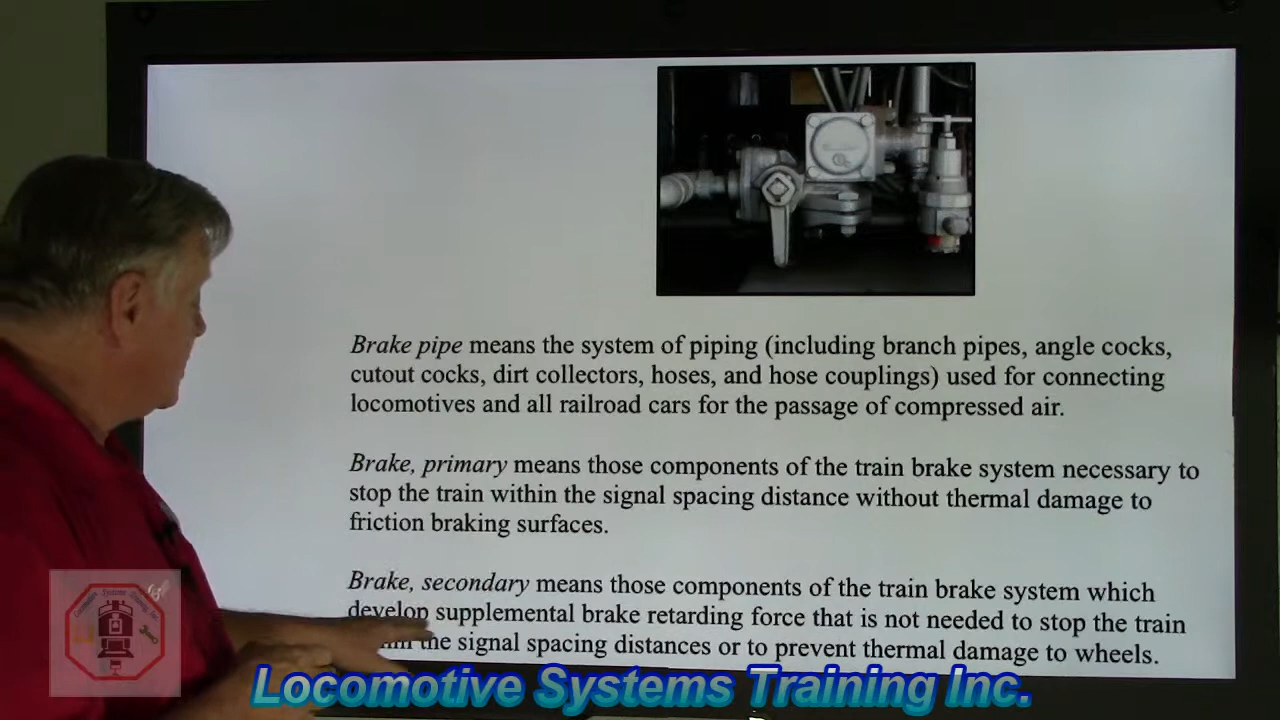 Brake pipe means the system of piping (including branch pipes, angle cocks,
cutout cocks, dirt collectors, hoses, and hose couplings) used for connecting
locomotives and all railroad cars for the passage of compressed air.
Brake, primary means those components of the train brake system necessary to
stop the train within the signal spacing distance without thermal damage to
friction braking surfaces.
Brake, secondary means those components of the train brake system which
develop supplemental brake retarding force that is not needed to stop the train
the signal spacing distances or to prevent thermal damage to wheels.
Locomotive Systems Training Inc.
Locomotive Systems Training Inc.